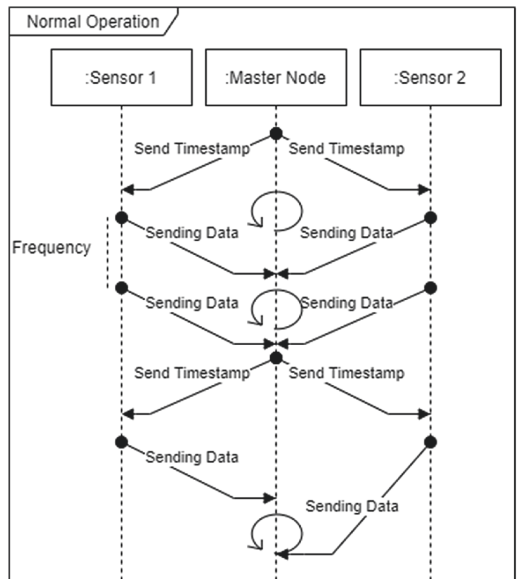 Normal Operation
:Sensor 1
:Master Node
:Sensor 2
Send Timestamp
Send Timestamp
Sending Data
Sending Data
Frequency
Sending Data
Sending Data
Send Timestamp
Send Timestamp
Sending Data
Sending Data